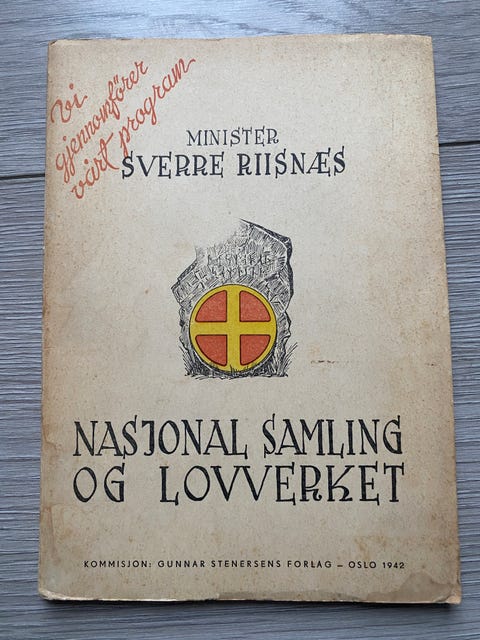 Vi
gjennomfører
vårt program
MINISTER
SVERRE RIISNÆS
NASJONAL SAMLING
OG LOVVERKET
KOMMISJON: GUNNAR STENERSENS FORLAG – OSLO 1942